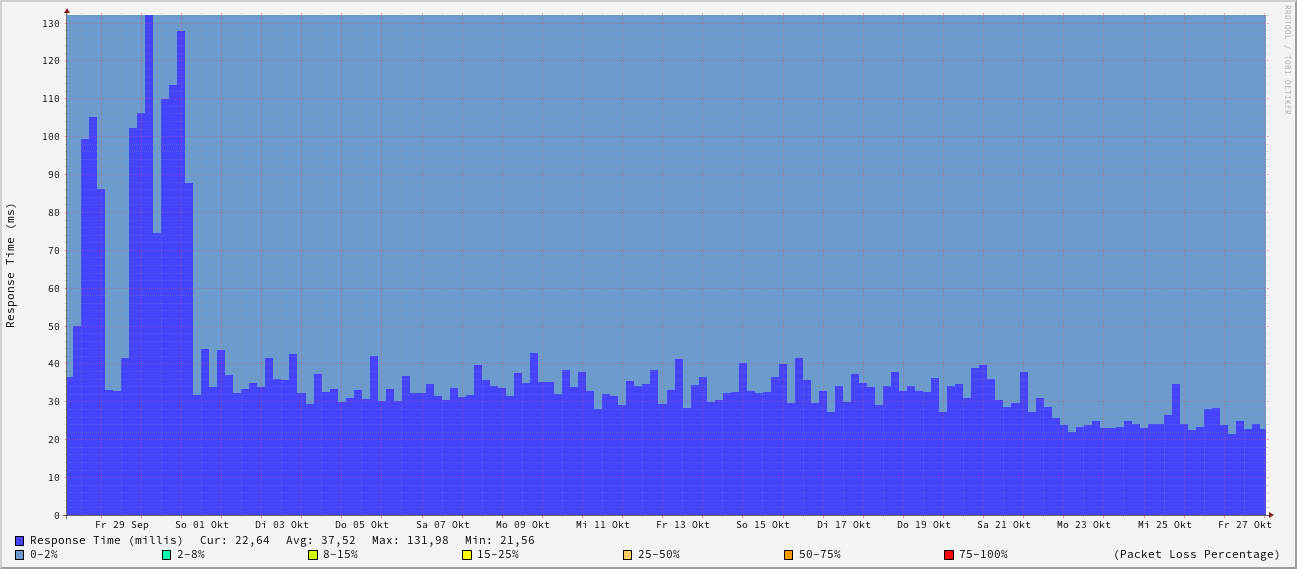 RRDTOOL / TOBI OETIKER
Response Time (ms)
130
120
110
100
90
80
70
60
50
40
30
20
10
0
Fr 29 Sep So 01 Okt Di 03 Okt Do 05 Okt Sa 07 Okt Mo 09 Okt Mi 11 Okt Fr 13 Okt So 15 Okt Di 17 Okt Do 19 Okt Sa 21 Okt Mo 23 Okt Mi 25 Okt Fr 27 Okt
Response Time (millis) Cur: 22,64 Avg: 37,52 Max: 131,98 Min: 21,56
0-2% 2-8% 8-15% 15-25% 25-50% 50-75% 75-100% (Packet Loss Percentage)